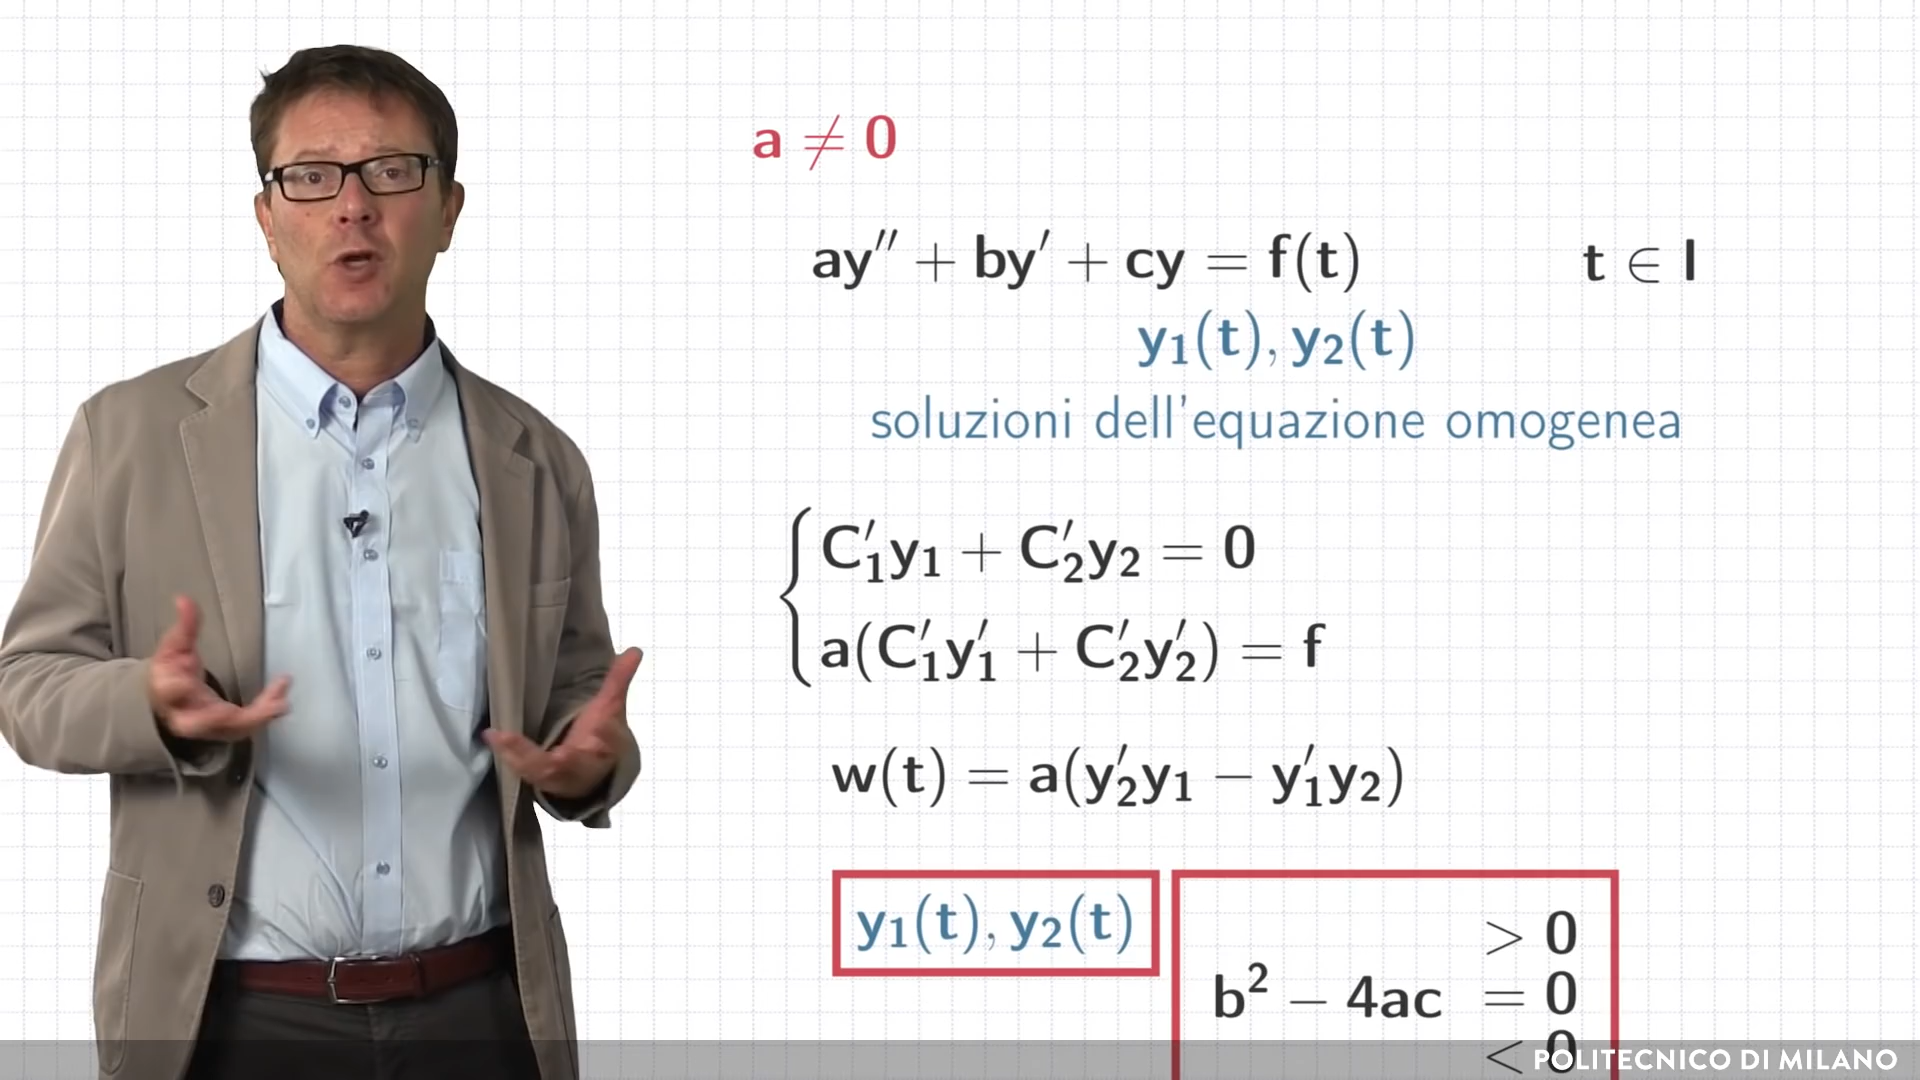 a ≠ 0
ay″ + by′ + cy = f(t) t ∈ I
y₁(t), y₂(t)
soluzioni dell'equazione omogenea
C′₁y₁ + C′₂y₂ = 0
a(C′₁y′₁ + C′₂y′₂) = f
w(t) = a(y′₂y₁ − y′₁y₂)
y₁(t), y₂(t)
> 0
b² − 4ac = 0
< 0
POLITECNICO DI MILANO